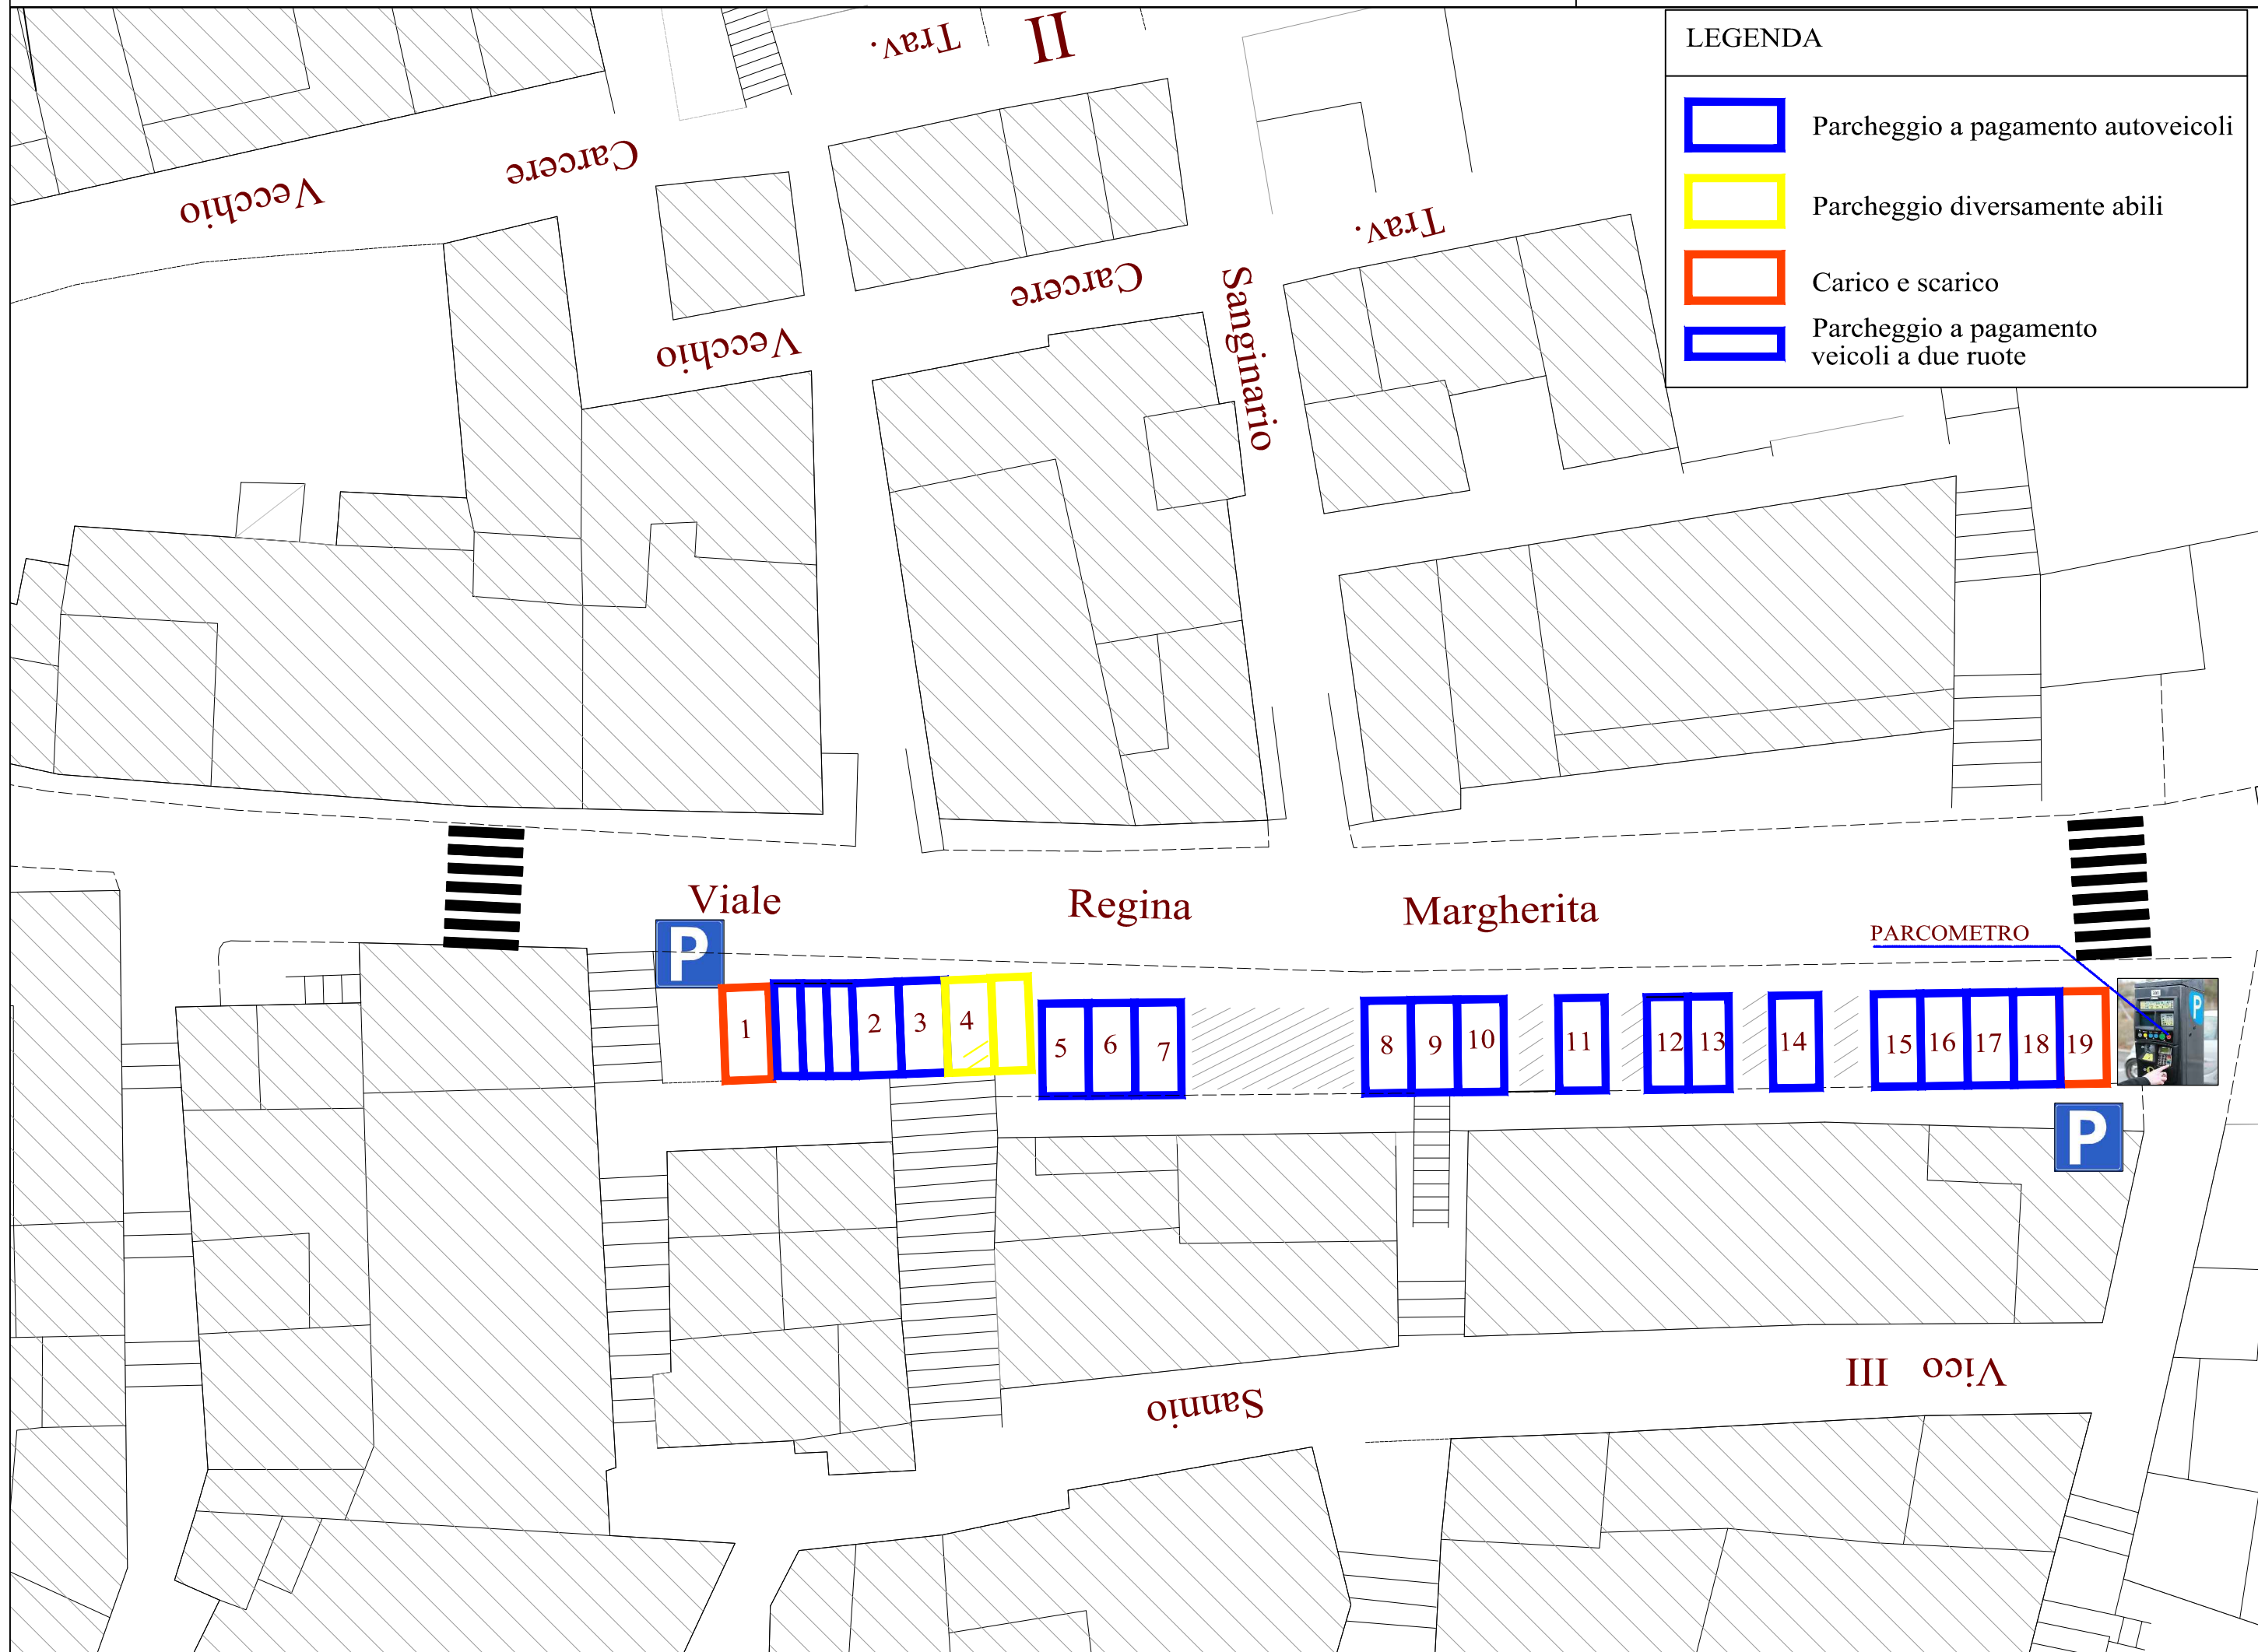 LEGENDA
Parcheggio a pagamento autoveicoli
Parcheggio diversamente abili
Carico e scarico
Parcheggio a pagamento
veicoli a due ruote
II
Trav.
Carcere
Vecchio
Trav.
Carcere
Vecchio
Sanginario
Viale Regina Margherita
PARCOMETRO
P
1 2 3 4 5 6 7 8 9 10 11 12 13 14 15 16 17 18 19
P
P
Vico III
Sannio